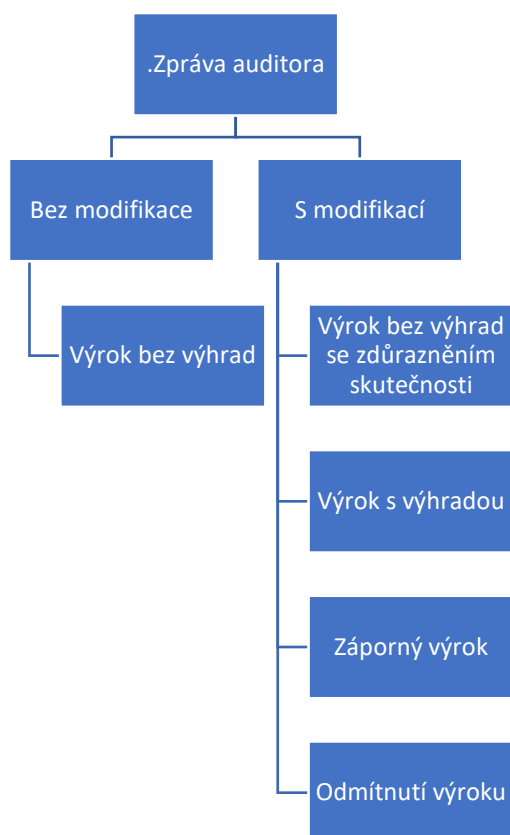 .Zpráva auditora
Bez modifikace
S modifikací
Výrok bez výhrad
Výrok bez výhrad
se zdůrazněním
skutečnosti
Výrok s výhradou
Záporný výrok
Odmítnutí výroku